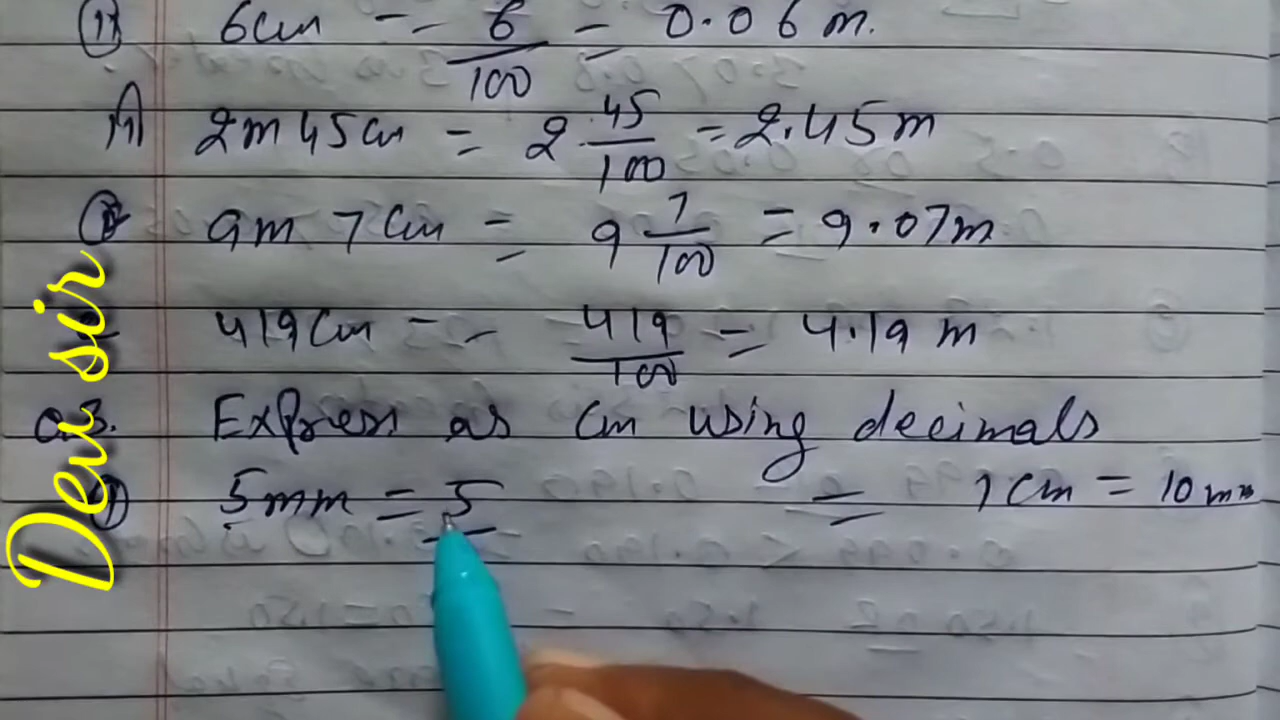 6cm = 6/100 = 0.06 m.
2m 45cm = 2 45/100 = 2.45m
9m 7cm = 9 7/100 = 9.07m
419cm = 419/100 = 4.19 m
Q.3. Express as cm using decimals
5mm = 5 = 1cm = 10mm
Dev sir